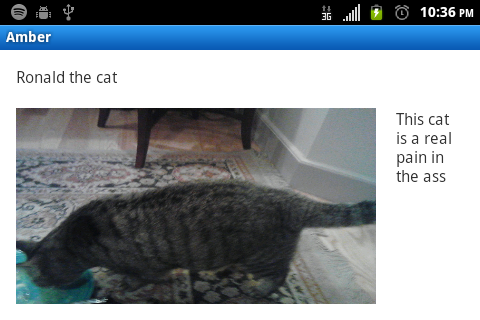 3G
10:36 PM
Amber
Ronald the cat
This cat
is a real
pain in
the ass